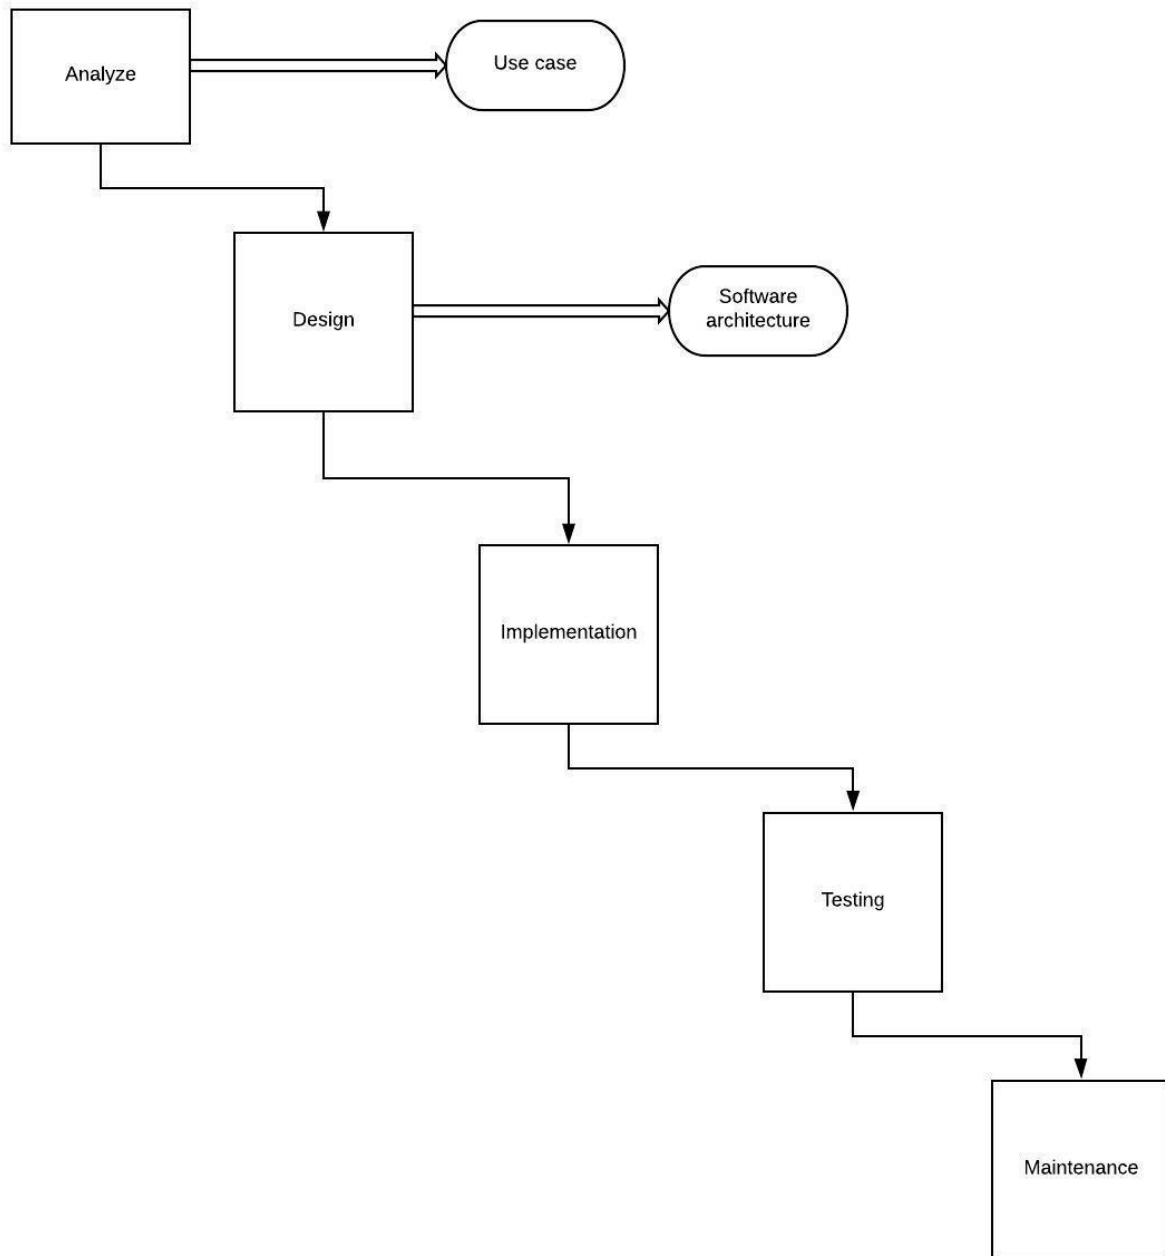 Analyze
Use case
Design
Software
architecture
Implementation
Testing
Maintenance